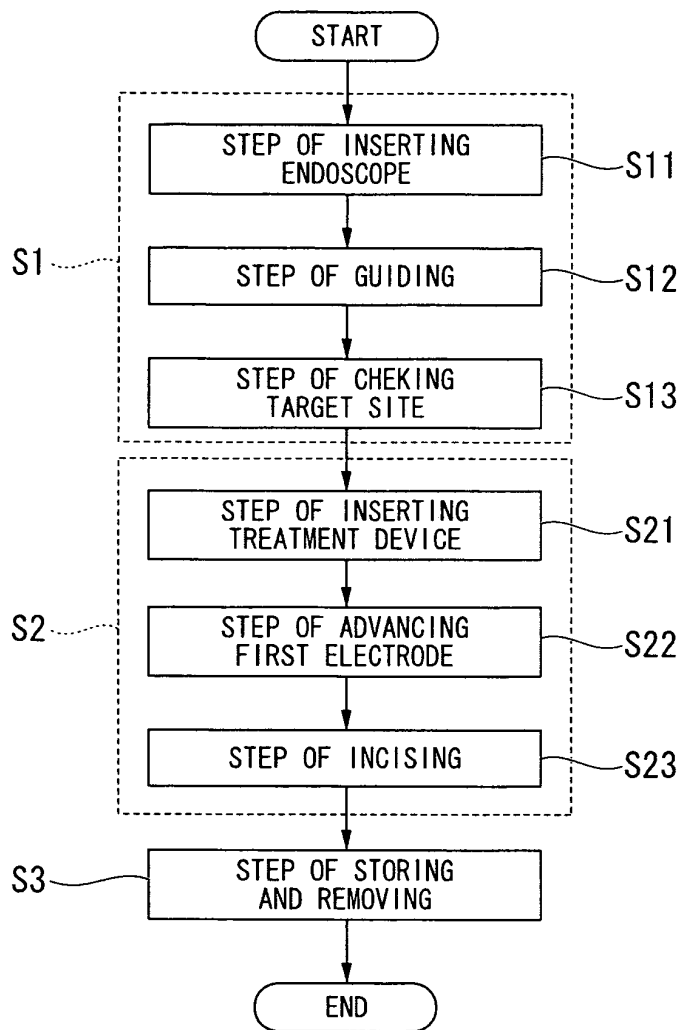 START
STEP OF INSERTING
ENDOSCOPE
S11
S1
STEP OF GUIDING
S12
STEP OF CHEKING
TARGET SITE
S13
STEP OF INSERTING
TREATMENT DEVICE
S21
S2
STEP OF ADVANCING
FIRST ELECTRODE
S22
STEP OF INCISING
S23
S3
STEP OF STORING
AND REMOVING
END